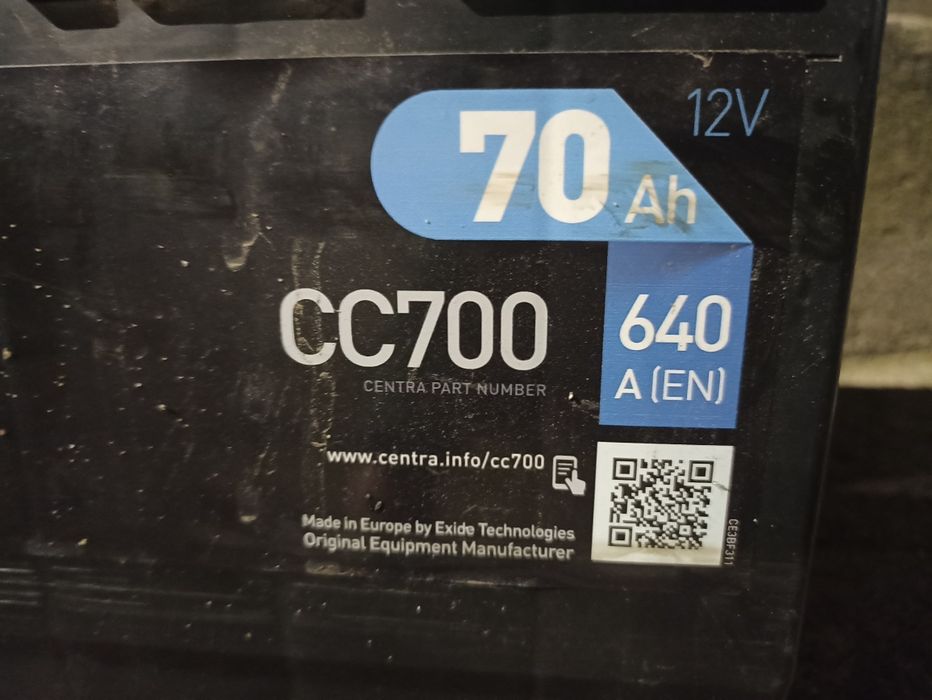 12V
70 Ah
CC700
CENTRA PART NUMBER
640
A (EN)
www.centra.info/cc700
Made in Europe by Exide Technologies
Original Equipment Manufacturer
CE3BF311